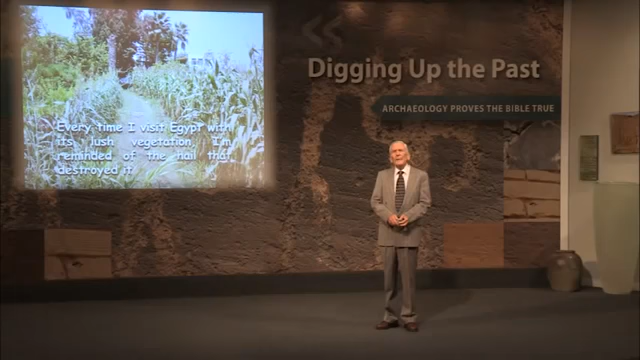 Digging Up the Past
ARCHAEOLOGY PROVES THE BIBLE TRUE
Every time I visit Egypt with
its lush vegetation, I'm
reminded of the hail that
destroyed it